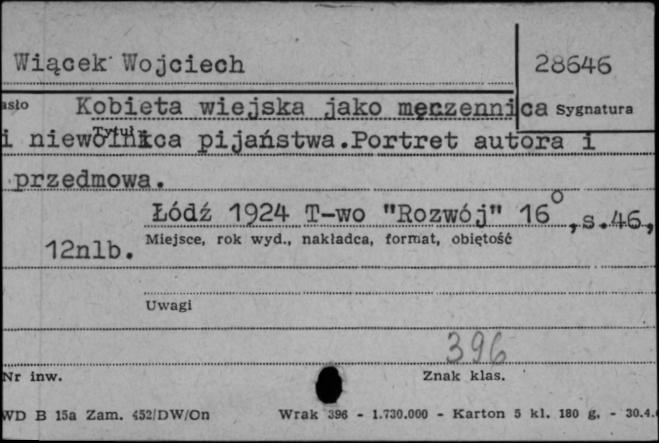 Wiącek Wojciech
28646
asło Kobieta wiejska jako męczennica Sygnatura
Tytuł
i niewolnica pijaństwa.Portret autora i
przedmowa.
Łódź 1924 T-wo "Rozwój" 16°,s.46,
Miejsce, rok wyd., nakładca, format, objętość
12nlb.
Uwagi
396
Nr inw.
Znak klas.
WD B 15a Zam. 452/DW/On Wrak 396 - 1.730.000 - Karton 5 kl. 180 g. - 30.4.